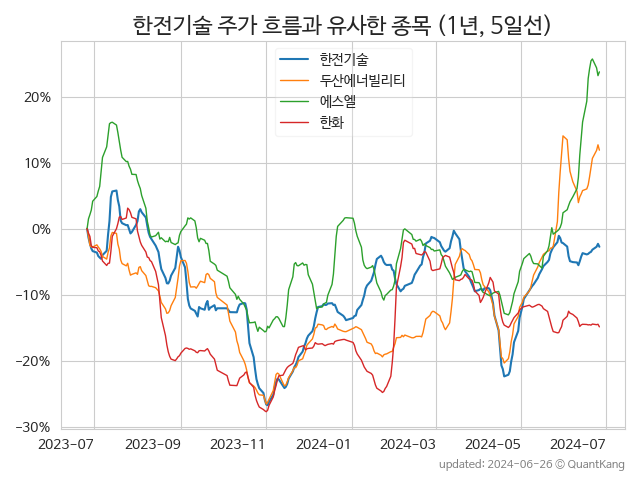 한전기술 주가 흐름과 유사한 종목 (1년, 5일선)
한전기술
두산에너빌리티
에스엘
한화
20%
10%
0%
−10%
−20%
−30%
2023-07 2023-09 2023-11 2024-01 2024-03 2024-05 2024-07
updated: 2024-06-26 © QuantKang